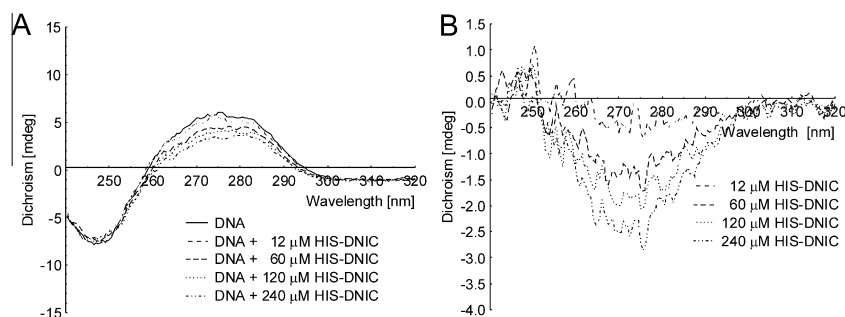 A
15
10
5
0
-5
-10
-15
Dichroism [mdeg]
250 260 270 280 290 300 310 320
Wavelength [nm]
DNA
DNA + 12 µM HIS-DNIC
DNA + 60 µM HIS-DNIC
DNA + 120 µM HIS-DNIC
DNA + 240 µM HIS-DNIC
B
1.5
1.0
0.5
0.0
-0.5
-1.0
-1.5
-2.0
-2.5
-3.0
-3.5
-4.0
Dichroism [mdeg]
250 260 270 280 290 300 310 320
Wavelength [nm]
12 µM HIS-DNIC
60 µM HIS-DNIC
120 µM HIS-DNIC
240 µM HIS-DNIC